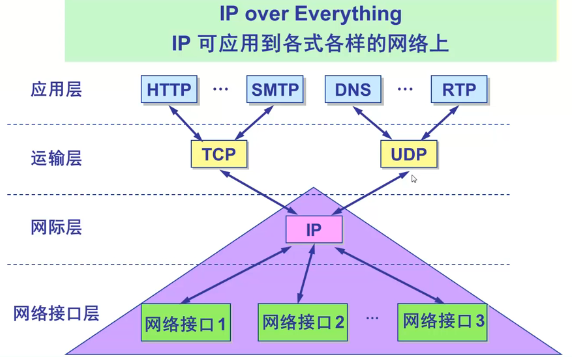 IP over Everything
IP 可应用到各式各样的网络上
应用层 HTTP … SMTP DNS … RTP
运输层 TCP UDP
网际层 IP
网络接口层 网络接口1 网络接口2 … 网络接口3